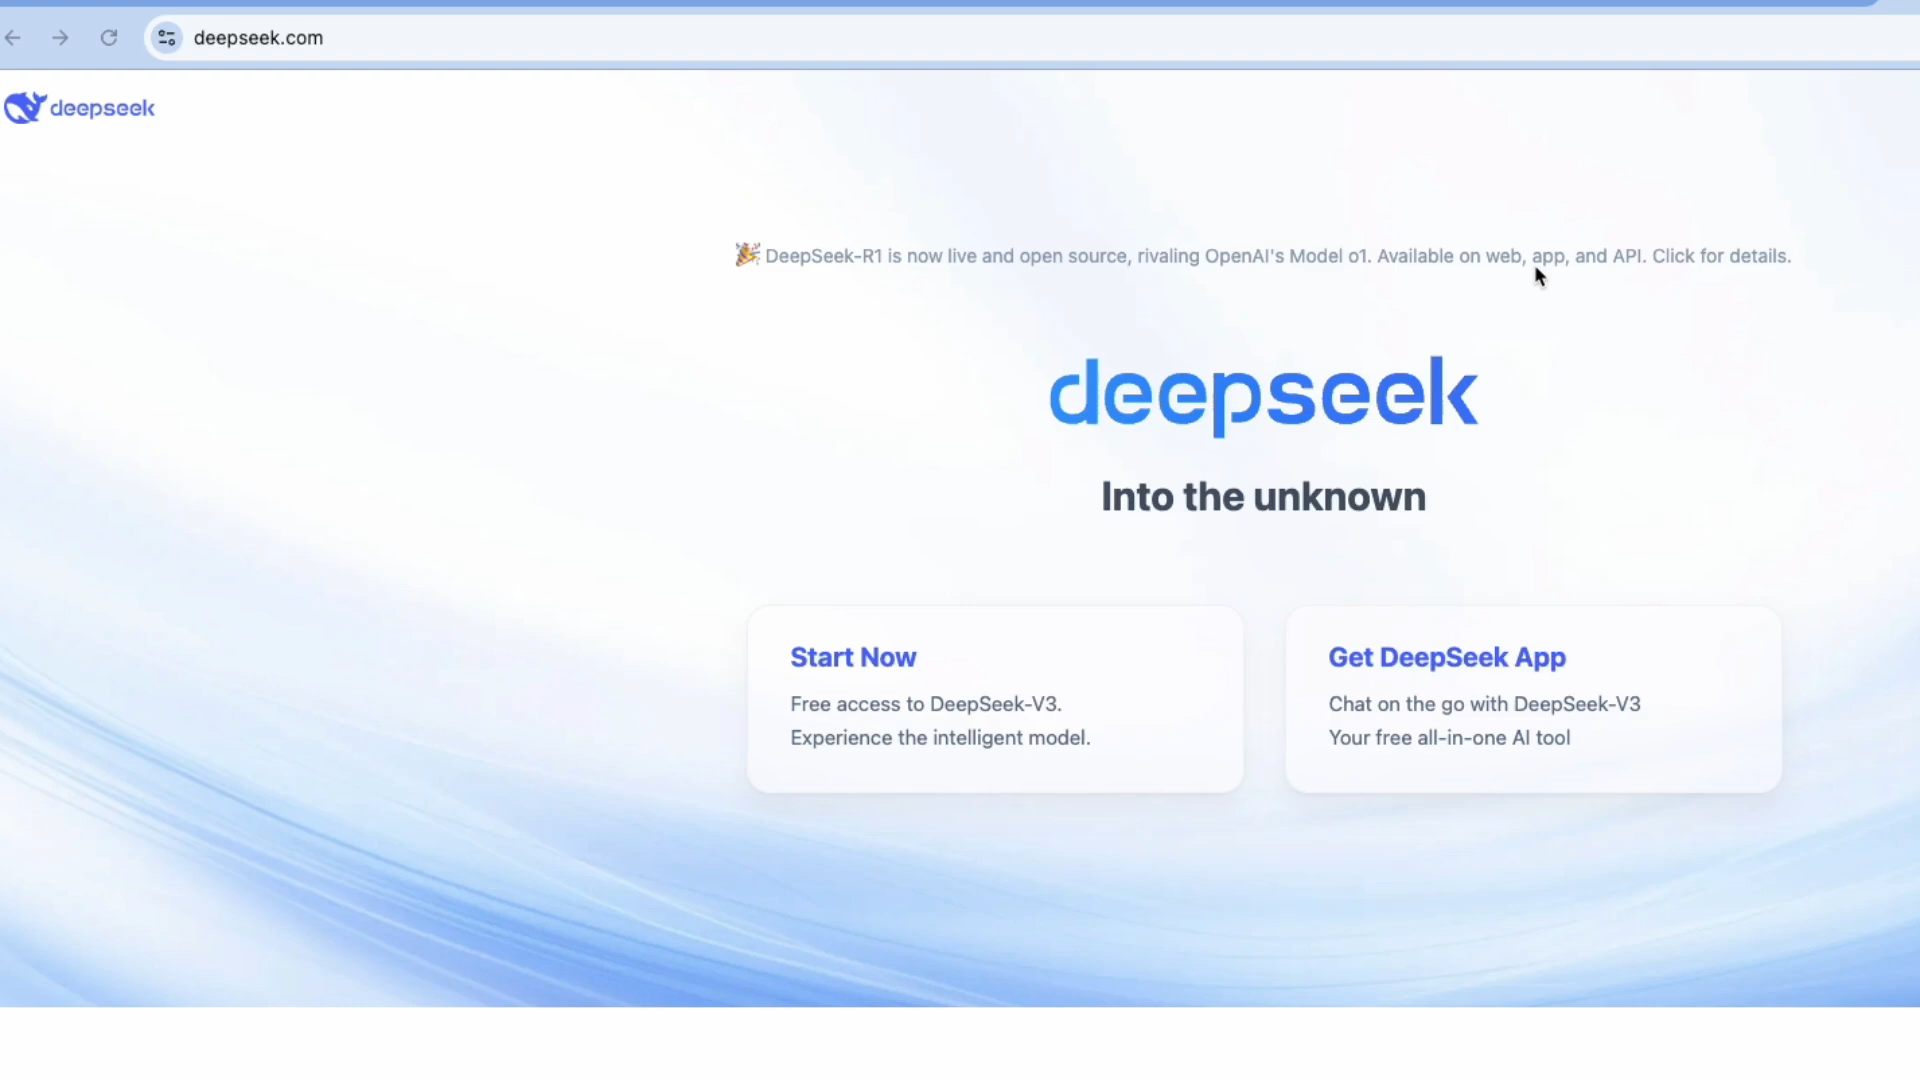 deepseek.com
deepseek
🎉 DeepSeek-R1 is now live and open source, rivaling OpenAI's Model o1. Available on web, app, and API. Click for details.
deepseek
Into the unknown
Start Now
Free access to DeepSeek-V3.
Experience the intelligent model.
Get DeepSeek App
Chat on the go with DeepSeek-V3
Your free all-in-one AI tool